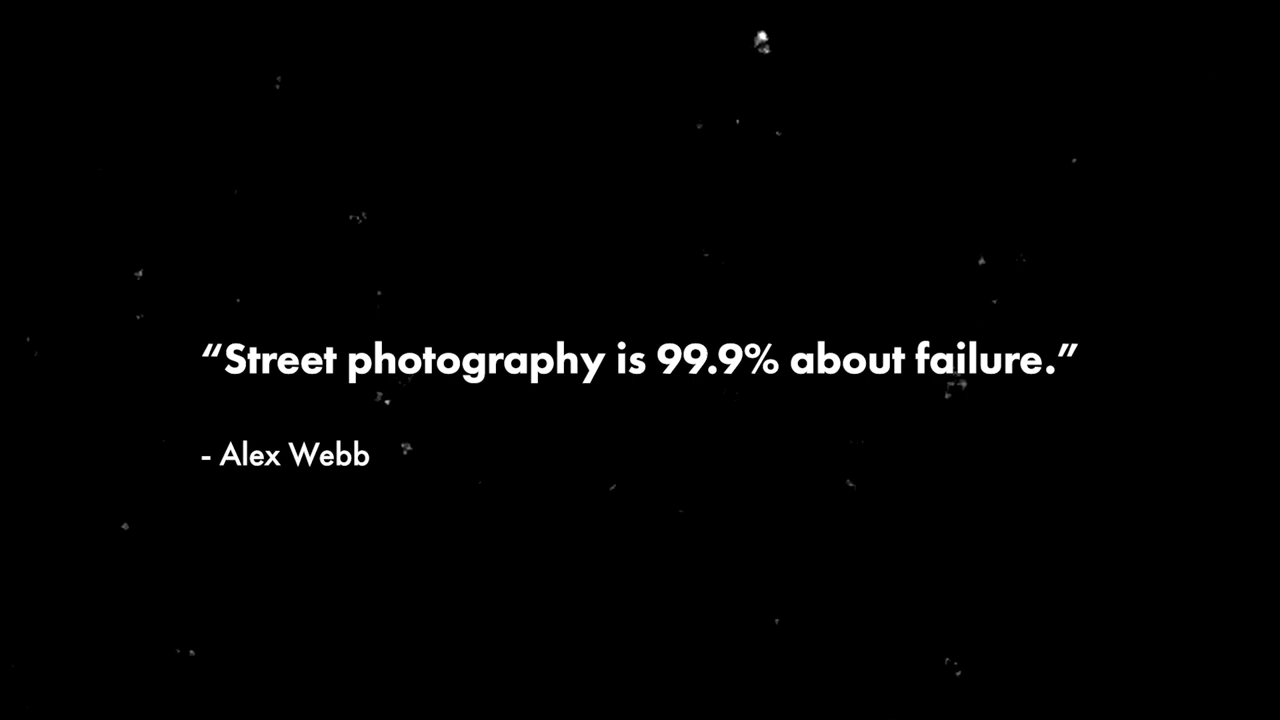 “Street photography is 99.9% about failure.”
- Alex Webb